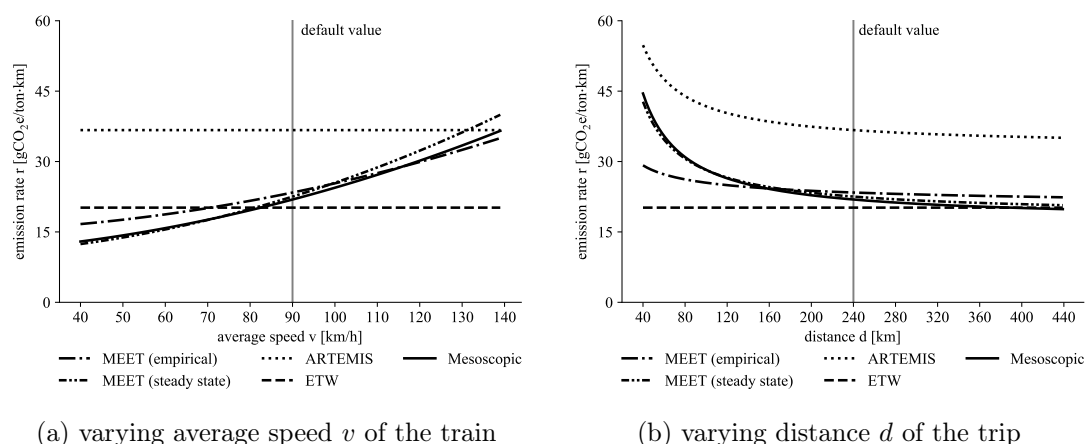 60
45
30
15
0
emission rate r [gCO₂e/ton·km]
default value
40 50 60 70 80 90 100 110 120 130 140
average speed v [km/h]
MEET (empirical) ARTEMIS Mesoscopic
MEET (steady state) ETW
(a) varying average speed v of the train
60
45
30
15
0
emission rate r [gCO₂e/ton·km]
default value
40 80 120 160 200 240 280 320 360 400 440
distance d [km]
MEET (empirical) ARTEMIS Mesoscopic
MEET (steady state) ETW
(b) varying distance d of the trip